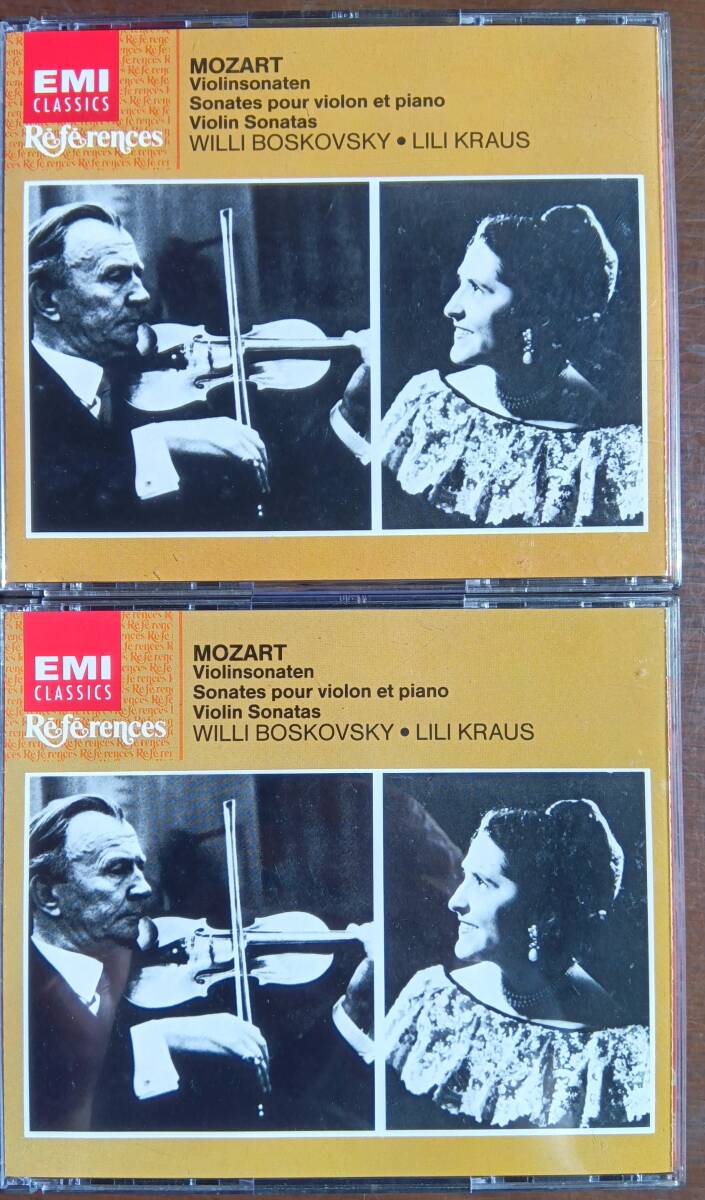 EMI
CLASSICS
Références
MOZART
Violinsonaten
Sonates pour violon et piano
Violin Sonatas
WILLI BOSKOVSKY • LILI KRAUS
EMI
CLASSICS
Références
MOZART
Violinsonaten
Sonates pour violon et piano
Violin Sonatas
WILLI BOSKOVSKY • LILI KRAUS